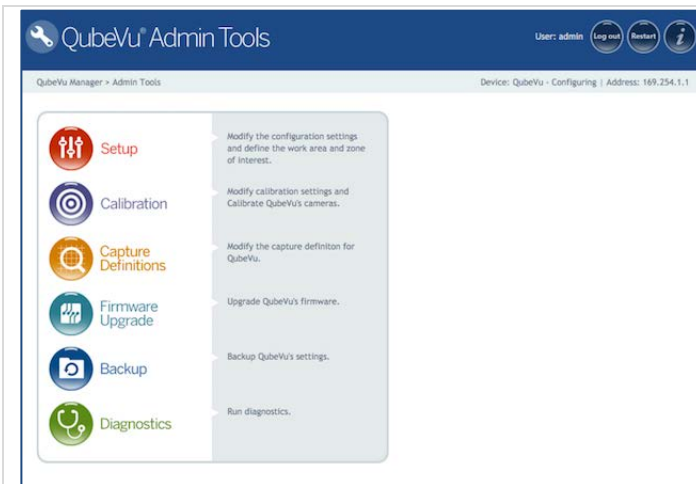 QubeVu® Admin Tools
User: admin
Log out
Restart
i
QubeVu Manager > Admin Tools
Device: QubeVu - Configuring | Address: 169.254.1.1
Setup
Modify the configuration settings
and define the work area and zone
of interest.
Calibration
Modify calibration settings and
Calibrate QubeVu's cameras.
Capture
Definitions
Modify the capture definiton for
QubeVu.
Firmware
Upgrade
Upgrade QubeVu's firmware.
Backup
Backup QubeVu's settings.
Diagnostics
Run diagnostics.